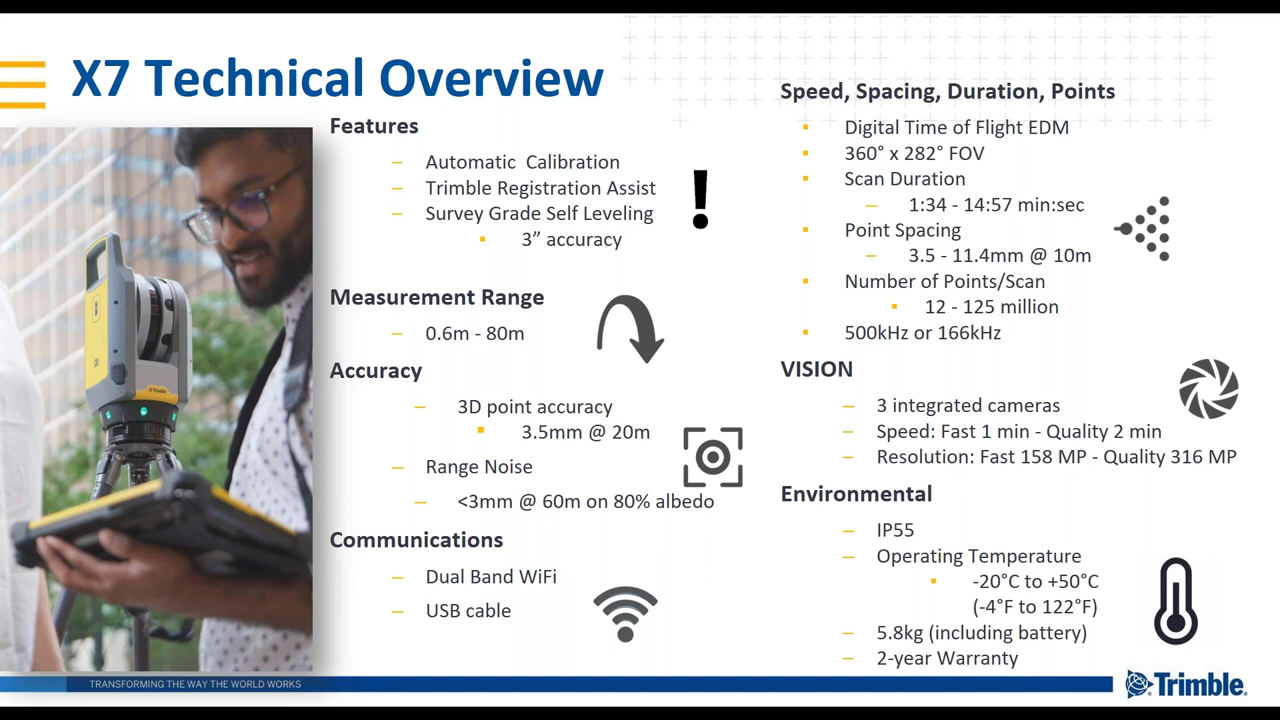 X7 Technical Overview
Features
– Automatic Calibration
– Trimble Registration Assist
– Survey Grade Self Leveling
▪ 3” accuracy
Measurement Range
– 0.6m - 80m
Accuracy
– 3D point accuracy
▪ 3.5mm @ 20m
– Range Noise
– <3mm @ 60m on 80% albedo
Communications
– Dual Band WiFi
– USB cable
Speed, Spacing, Duration, Points
▪ Digital Time of Flight EDM
▪ 360° x 282° FOV
▪ Scan Duration
– 1:34 - 14:57 min:sec
▪ Point Spacing
– 3.5 - 11.4mm @ 10m
▪ Number of Points/Scan
▪ 12 - 125 million
▪ 500kHz or 166kHz
VISION
– 3 integrated cameras
– Speed: Fast 1 min - Quality 2 min
– Resolution: Fast 158 MP - Quality 316 MP
Environmental
– IP55
– Operating Temperature
▪ -20°C to +50°C
(-4°F to 122°F)
– 5.8kg (including battery)
– 2-year Warranty
TRANSFORMING THE WAY THE WORLD WORKS
Trimble